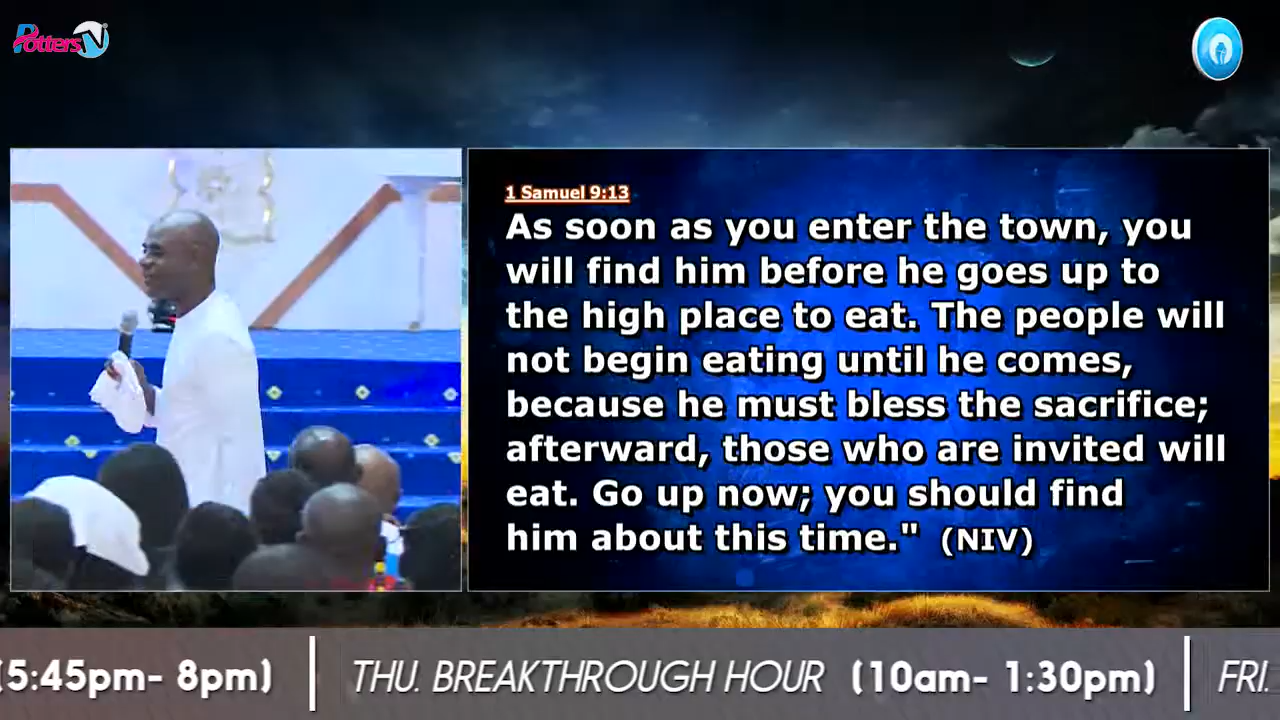 PottersTV
1 Samuel 9:13
As soon as you enter the town, you
will find him before he goes up to
the high place to eat. The people will
not begin eating until he comes,
because he must bless the sacrifice;
afterward, those who are invited will
eat. Go up now; you should find
him about this time." (NIV)
(5:45pm- 8pm) | THU. BREAKTHROUGH HOUR (10am- 1:30pm) | FRI.